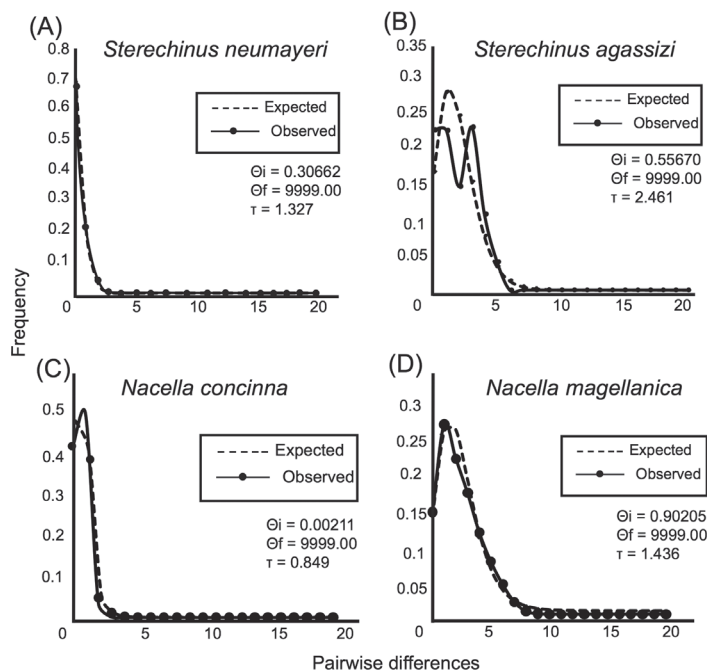 (A)
Sterechinus neumayeri
0.8
0.7
0.6
0.5
0.4
0.3
0.2
0.1
Expected
Observed
Θi = 0.30662
Θf = 9999.00
τ = 1.327
0 5 10 15 20
(B)
Sterechinus agassizi
0.35
0.3
0.25
0.2
0.15
0.1
0.05
Expected
Observed
Θi = 0.55670
Θf = 9999.00
τ = 2.461
0 5 10 15 20
Frequency
(C)
Nacella concinna
0.5
0.4
0.3
0.2
0.1
Expected
Observed
Θi = 0.00211
Θf = 9999.00
τ = 0.849
0 5 10 15 20
(D)
Nacella magellanica
0.3
0.25
0.2
0.15
0.1
0.05
Expected
Observed
Θi = 0.90205
Θf = 9999.00
τ = 1.436
0 5 10 15 20
Pairwise differences